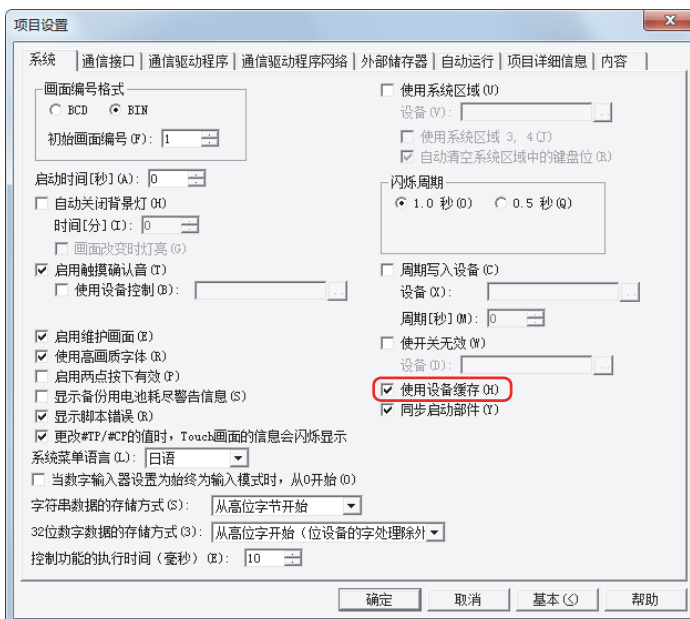 项目设置
系统 通信接口 通信驱动程序 通信驱动程序网络 外部储存器 自动运行 项目详细信息 内容
画面编号格式
BCD BIN
初始画面编号(F): 1
启动时间[秒](A): 0
自动关闭背景灯(H)
时间[分](I): 0
画面改变时灯亮(G)
启用触摸确认音(T)
使用设备控制(B): ..
启用维护画面(E)
使用高画质字体(R)
启用两点按下有效(P)
显示备份用电池耗尽警告信息(S)
显示脚本错误(R)
更改#TP/#CP的值时，Touch画面的信息会闪烁显示
系统菜单语言(L): 日语
当数字输入器设置为始终为输入模式时，从0开始(O)
字符串数据的存储方式(S): 从高位字节开始
32位数字数据的存储方式(3): 从高位字开始（位设备的字处理除外
控制功能的执行时间（毫秒）(E): 10
使用系统区域(U)
设备(V): ..
使用系统区域 3, 4(J)
自动清空系统区域中的键盘位(R)
闪烁周期
1.0 秒(O) 0.5 秒(Q)
周期写入设备(C)
设备(X): ..
周期[秒](M): 0
使开关无效(W)
设备(D): ..
使用设备缓存(H)
同步启动部件(Y)
确定 取消 基本(<) 帮助